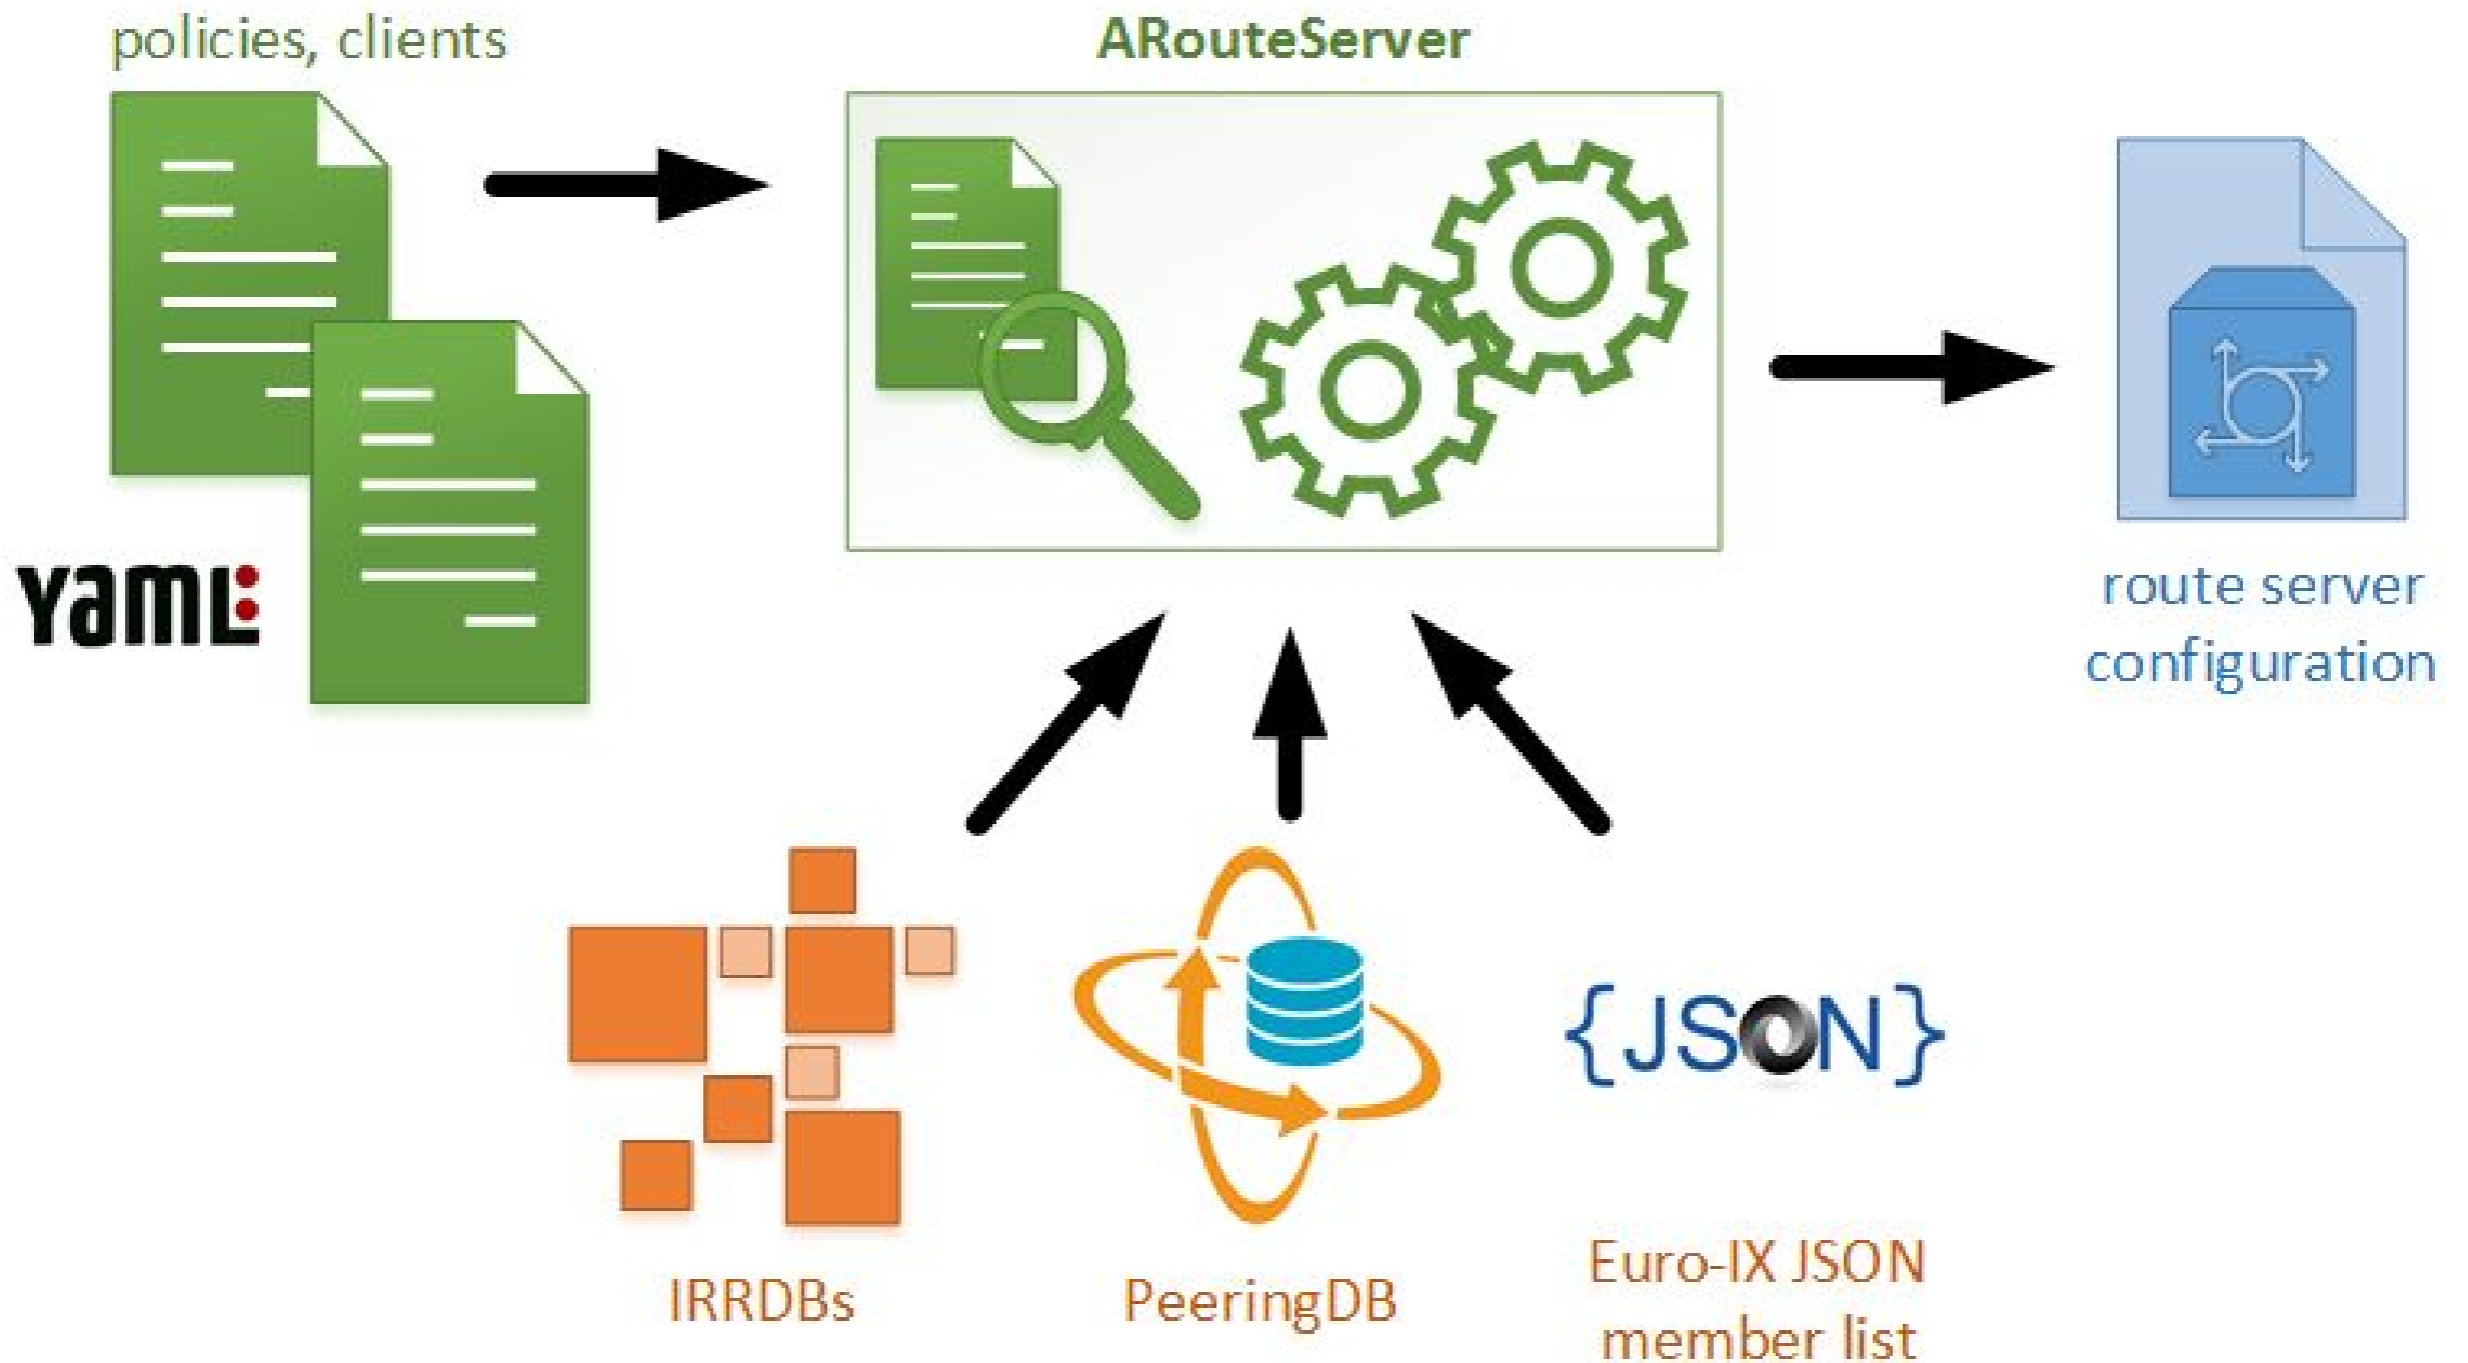 policies, clients
ARouteServer
YAML:
route server
configuration
{JSON}
IRRDBs
PeeringDB
Euro-IX JSON
member list